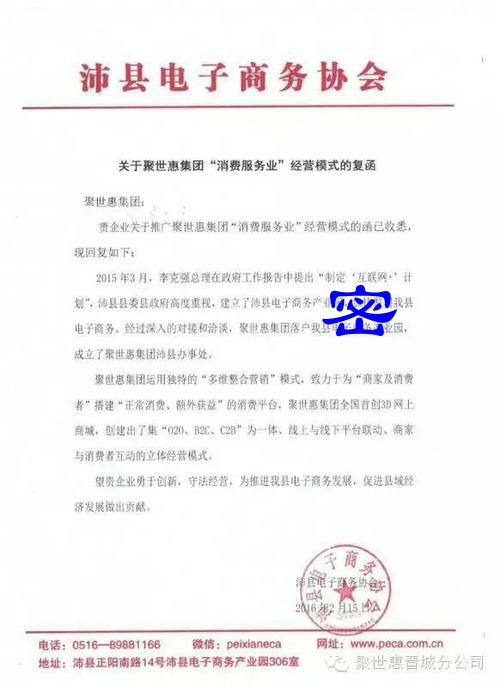 沛县电子商务协会
关于聚世惠集团“消费服务业”经营模式的复函
聚世惠集团:
贵企业关于推广聚世惠集团“消费服务业”经营模式的函已收悉,
现回复如下:
2015年3月,李克强总理在政府工作报告中提出“制定‘互联网+’计
划”,沛县县委县政府高度重视,建立了沛县电子商务产业 我县
电子商务。经过深入的对接和洽谈,聚世惠集团落户我县 业园,
成立了聚世惠集团沛县办事处。
聚世惠集团运用独特的“多维整合营销”模式,致力于为“商家及消费
者”搭建“正常消费、额外获益”的消费平台,聚世惠集团全国首创3D网上
商城,创建出了集“O2O、B2C、C2B”为一体、线上与线下平台联动、商家
与消费者互动的立体经营模式。
望贵企业勇于创新,守法经营,为推进我县电子商务发展,促进县域经
济发展做出贡献。
密
沛县电子商务协会
2016年2月15日
沛县电子商务协会
电话:0516—89881166 微信:peixianeca 网址:www.peca.com.cn
地址:沛县正阳南路14号沛县电子商务产业园306室
聚世惠晋城分公司